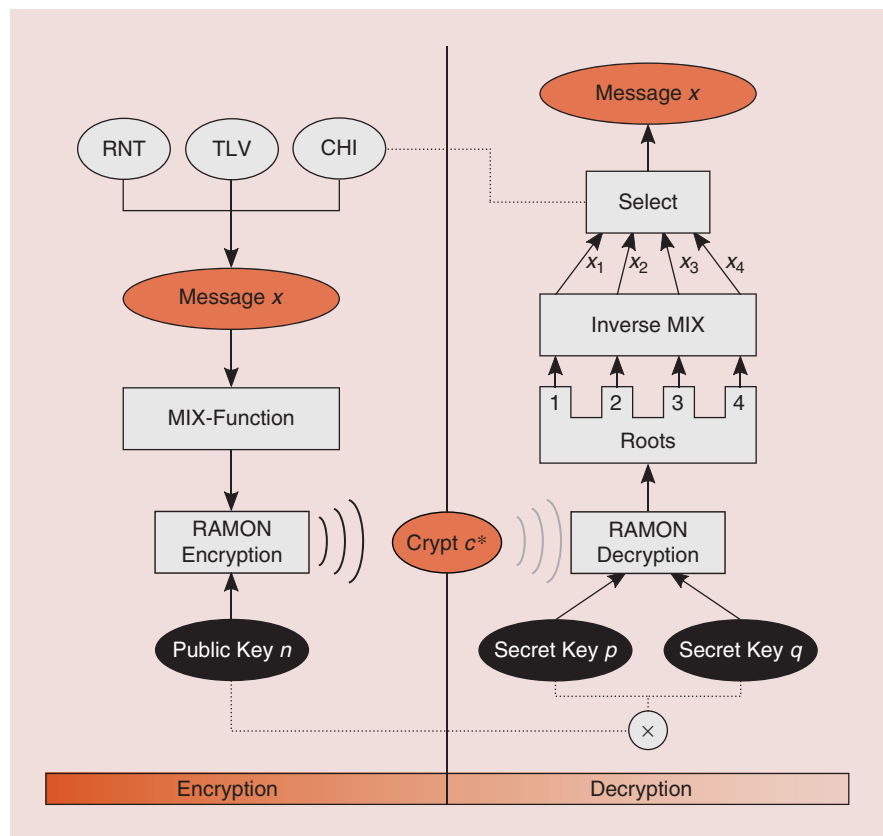 RNT
TLV
CHI
Message x
MIX-Function
RAMON
Encryption
Public Key n
Crypt c*
Message x
Select
x1
x2
x3
x4
Inverse MIX
1
2
3
4
Roots
RAMON
Decryption
Secret Key p
Secret Key q
×
Encryption
Decryption